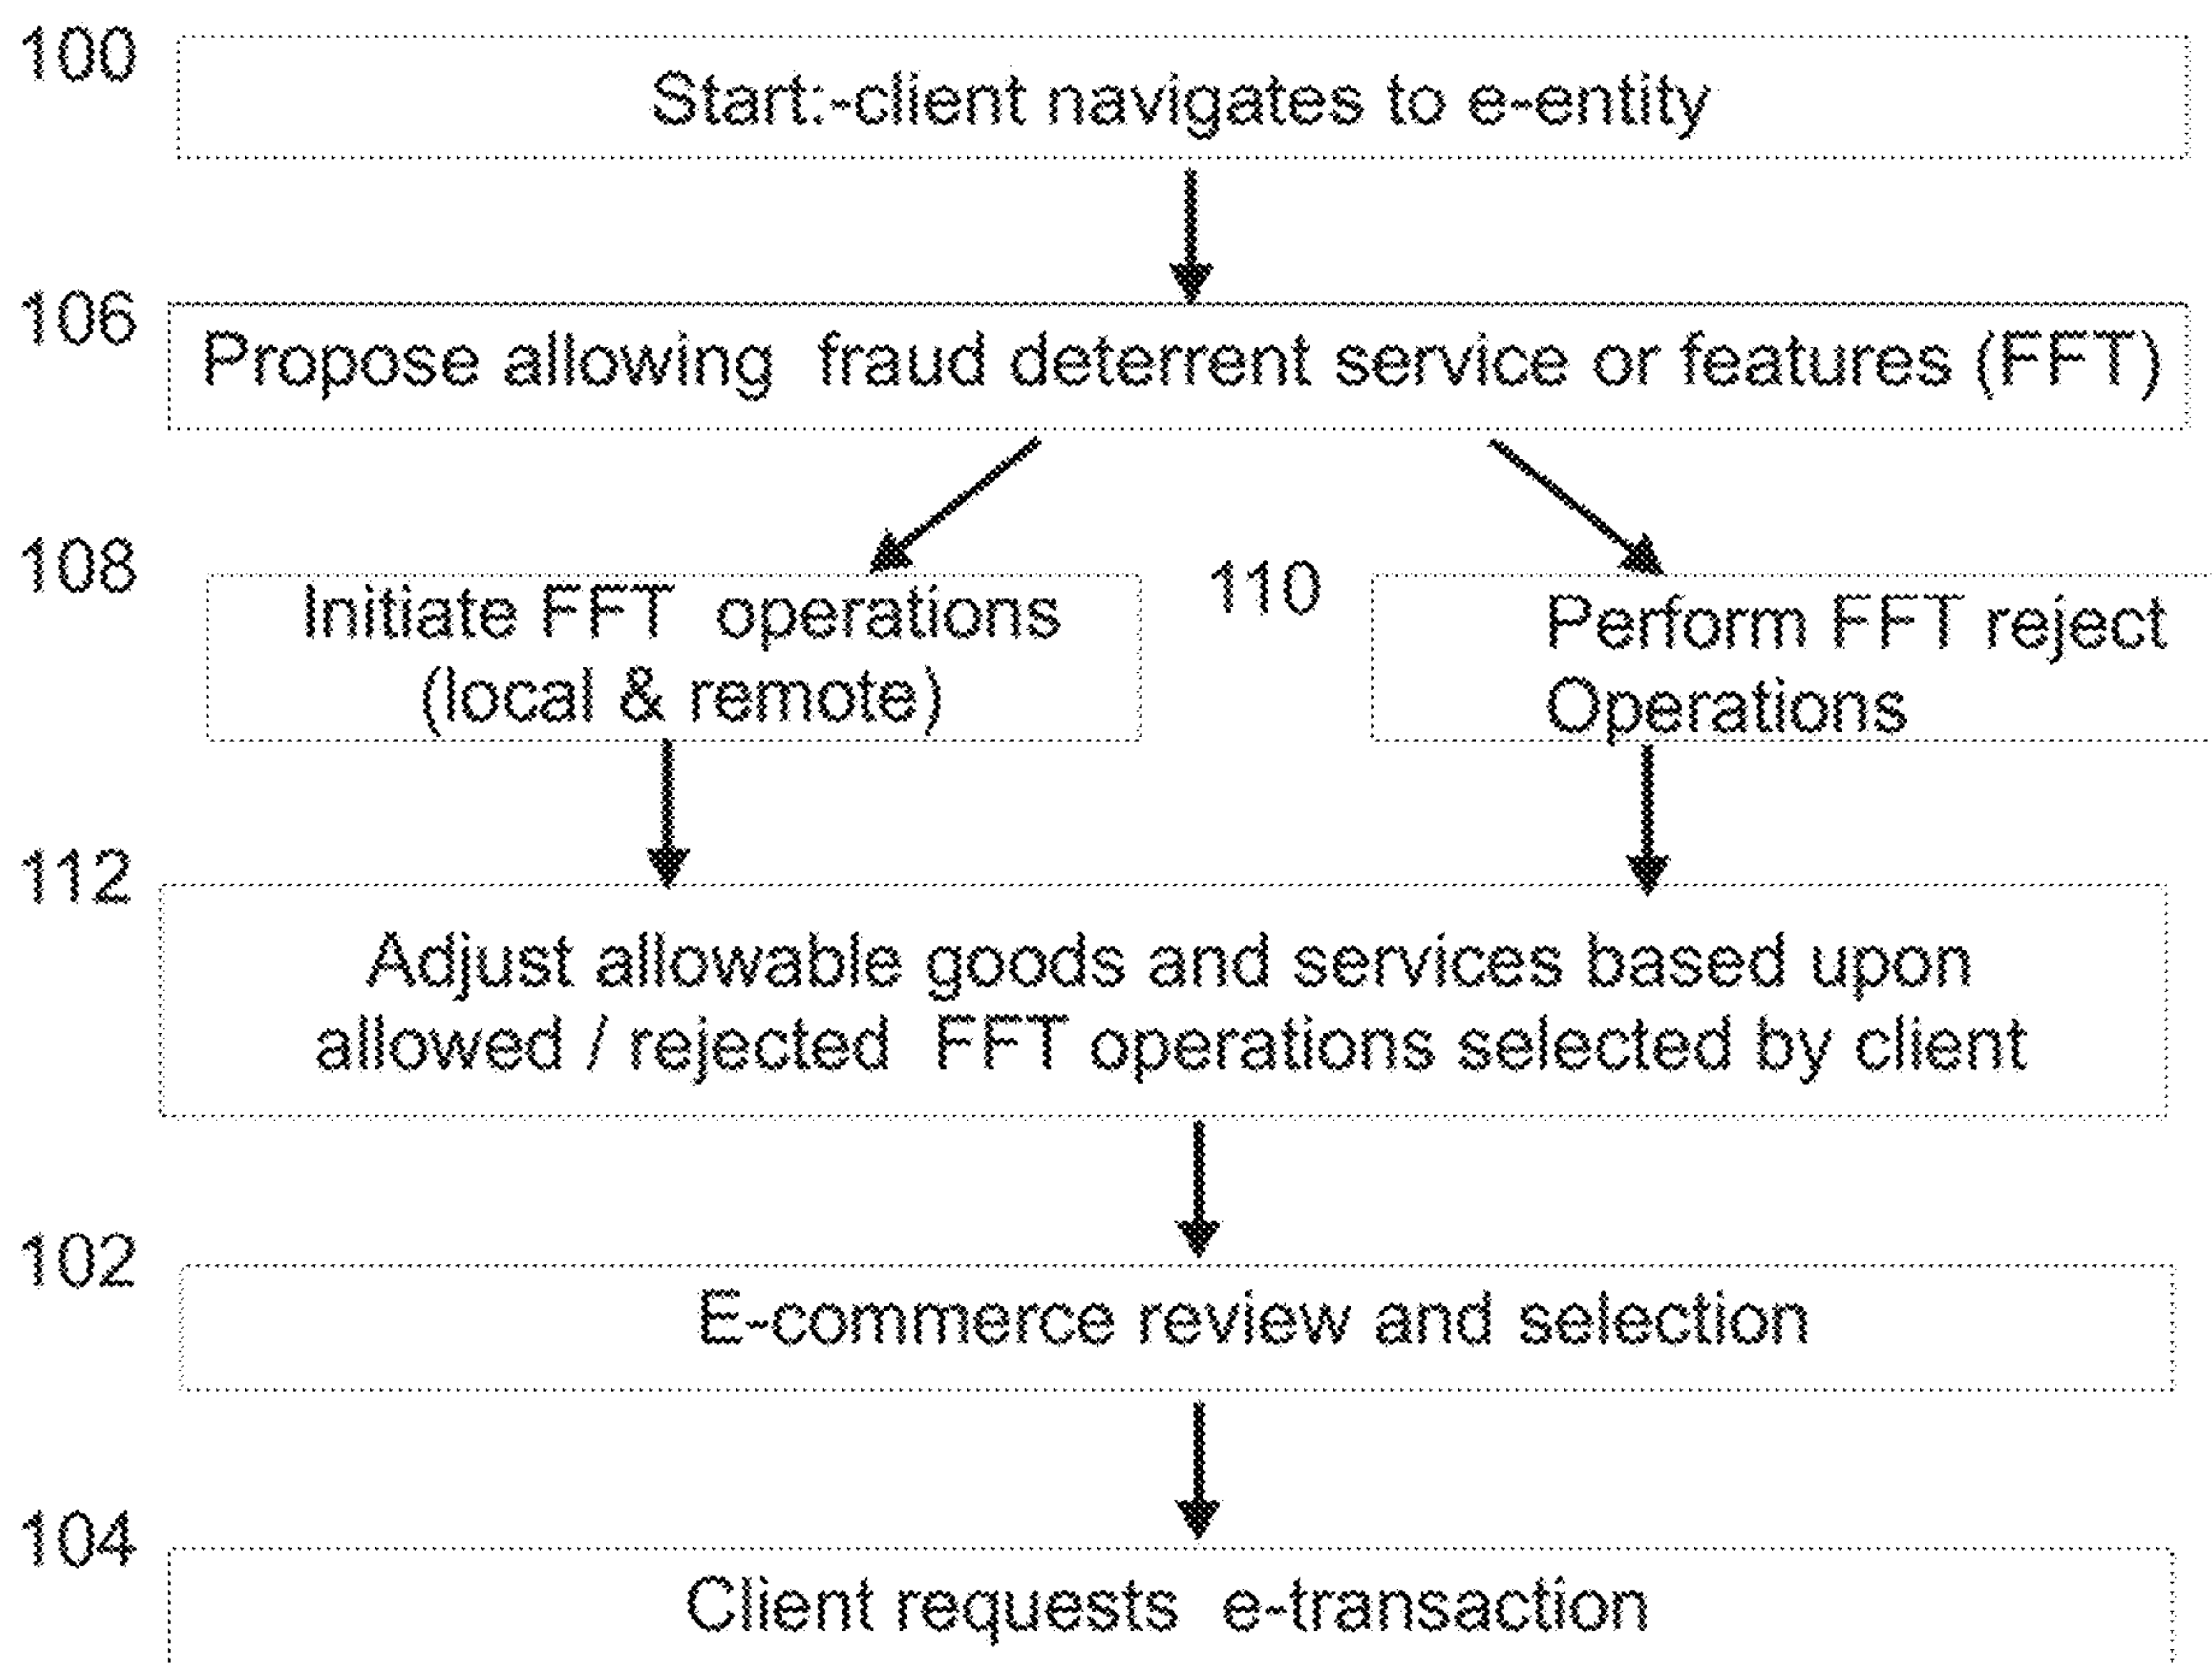 100
Start:-client navigates to e-entity
106
Propose allowing fraud deterrent service or features (FFT)
108
Initiate FFT operations
(local & remote)
110
Perform FFT reject
Operations
112
Adjust allowable goods and services based upon
allowed / rejected FFT operations selected by client
102
E-commerce review and selection
104
Client requests e-transaction